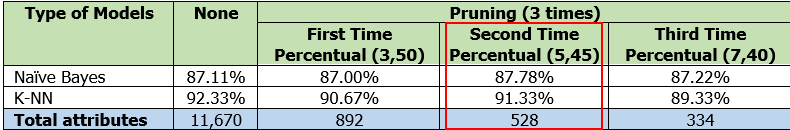 Type of Models None Pruning (3 times)
First Time Percentual (3,50) Second Time Percentual (5,45) Third Time Percentual (7,40)
Naïve Bayes 87.11% 87.00% 87.78% 87.22%
K-NN 92.33% 90.67% 91.33% 89.33%
Total attributes 11,670 892 528 334